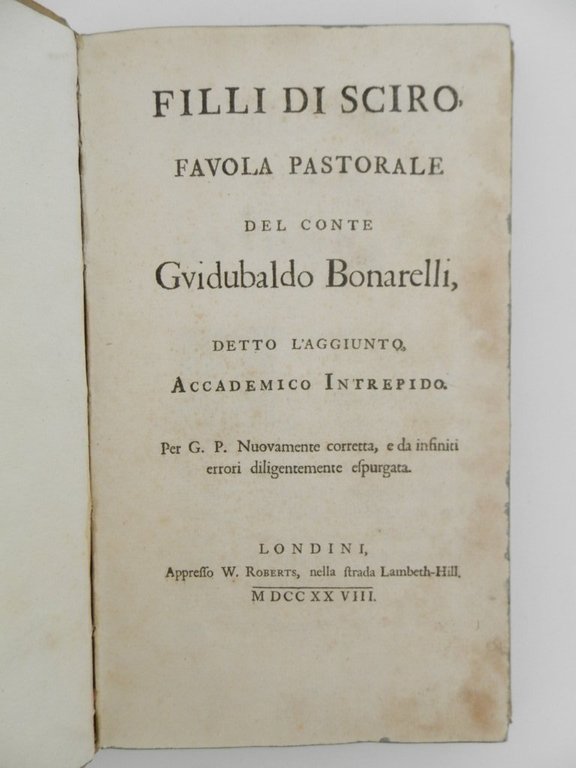 FILLI DI SCIRO,
FAVOLA PASTORALE
DEL CONTE
Gvidubaldo Bonarelli,
DETTO L'AGGIUNTO,
ACCADEMICO INTREPIDO.
Per G. P. Nuovamente corretta, e da infiniti
errori diligentemente eſpurgata.
LONDINI,
Appreſſo W. ROBERTS, nella ſtrada Lambeth-Hill.
M DCC XX VIII.